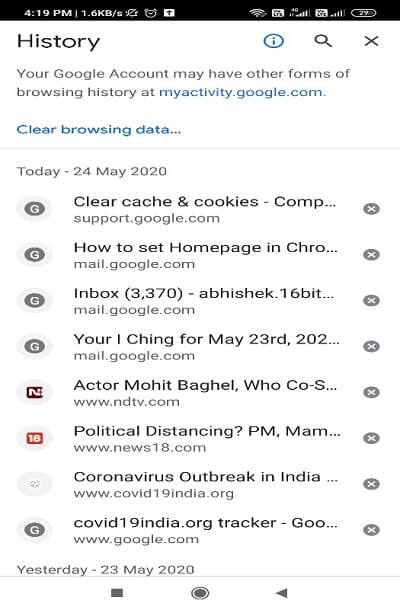 4:19 PM | 1.6KB/s
29
History
Your Google Account may have other forms of
browsing history at myactivity.google.com.
Clear browsing data...
Today - 24 May 2020
G
Clear cache & cookies - Comp...
support.google.com
G
How to set Homepage in Chro...
mail.google.com
G
Inbox (3,370) - abhishek.16bit...
mail.google.com
G
Your I Ching for May 23rd, 202...
mail.google.com
N
Actor Mohit Baghel, Who Co-S...
www.ndtv.com
18
Political Distancing? PM, Mam...
www.news18.com
Coronavirus Outbreak in India ...
www.covid19india.org
G
covid19india.org tracker - Goo...
www.google.com
Yesterday - 23 May 2020